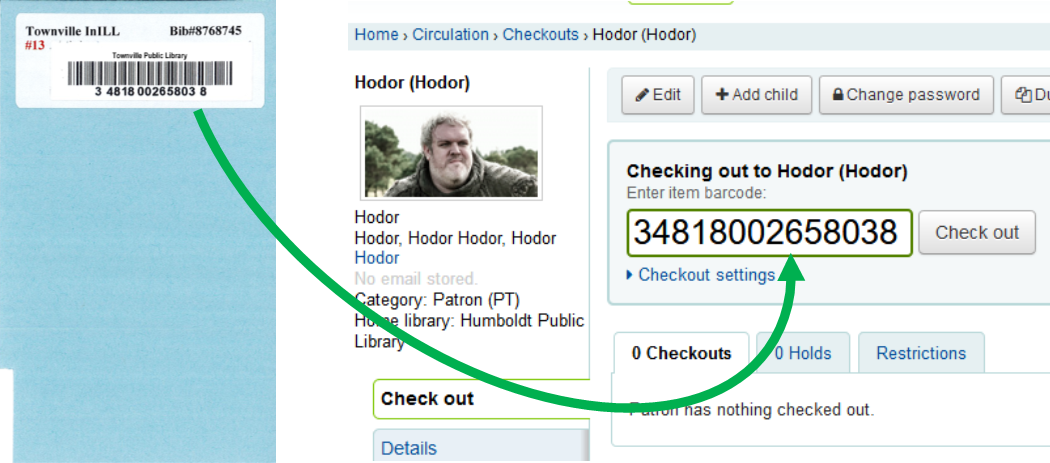 Townville InILL Bib#8768745
#13
Townville Public Library
3 4818 00265803 8
Home › Circulation › Checkouts › Hodor (Hodor)
Hodor (Hodor)
Hodor
Hodor, Hodor Hodor, Hodor
Hodor
No email stored.
Category: Patron (PT)
Home library: Humboldt Public
Library
Check out
Details
Edit + Add child Change password
Checking out to Hodor (Hodor)
Enter item barcode:
34818002658038 Check out
Checkout settings
0 Checkouts 0 Holds Restrictions
Patron has nothing checked out.